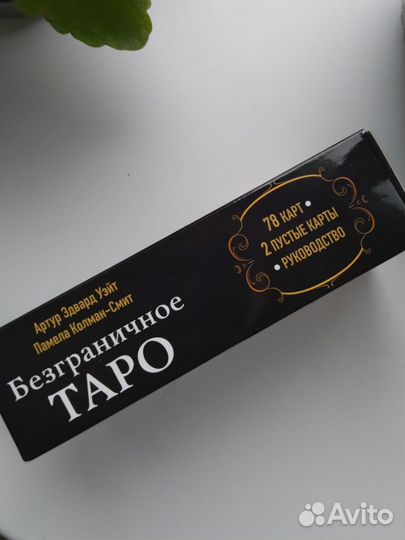 Артур Эдвард Уэйт
Памела Колман-Смит
Безграничное
ТАРО
78 КАРТ •
2 ПУСТЫЕ КАРТЫ
• РУКОВОДСТВО •
Avito